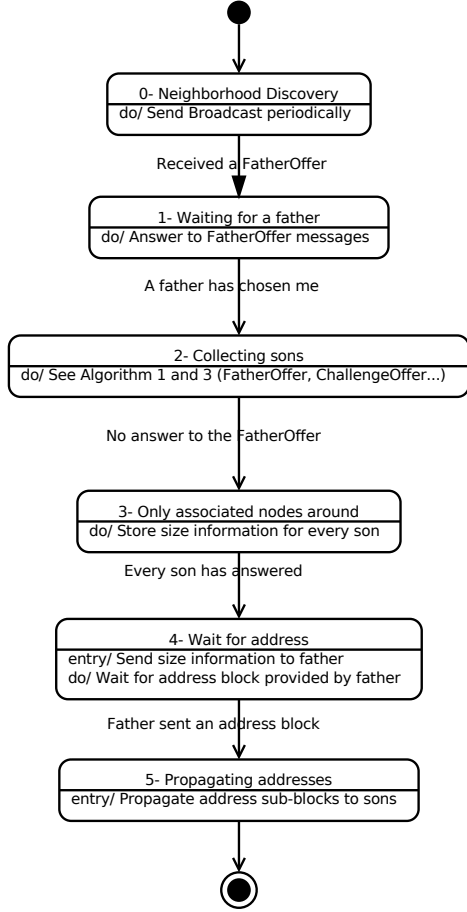 0- Neighborhood Discovery
do/ Send Broadcast periodically
Received a FatherOffer
1- Waiting for a father
do/ Answer to FatherOffer messages
A father has chosen me
2- Collecting sons
do/ See Algorithm 1 and 3 (FatherOffer, ChallengeOffer...)
No answer to the FatherOffer
3- Only associated nodes around
do/ Store size information for every son
Every son has answered
4- Wait for address
entry/ Send size information to father
do/ Wait for address block provided by father
Father sent an address block
5- Propagating addresses
entry/ Propagate address sub-blocks to sons